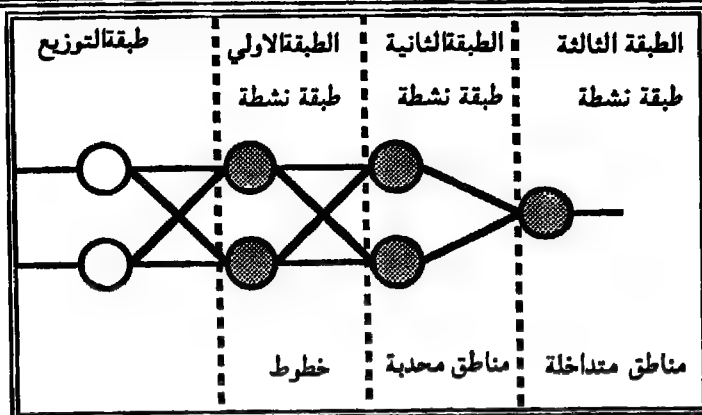 الطبقة الثالثة
طبقة نشطة
الطبقةالثانية
طبقة نشطة
الطبقةالاولي
طبقة نشطة
طبقةالتوزيع
مناطق متداخلة
مناطق محدبة
خطوط